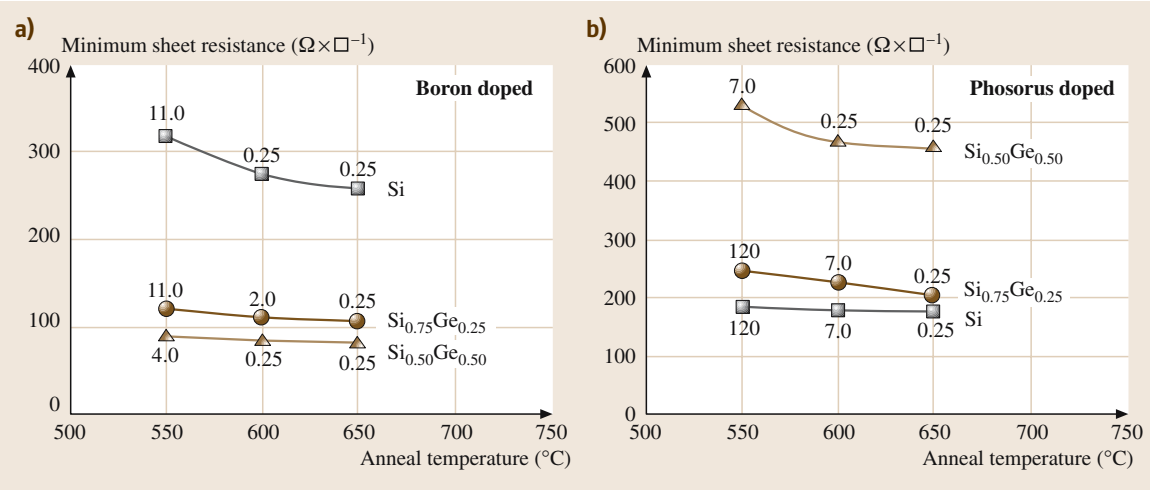 a)
Minimum sheet resistance (Ω×□⁻¹)
400
Boron doped
11.0
300
0.25
0.25
Si
200
11.0
2.0
0.25
100
Si0.75Ge0.25
4.0
0.25
0.25
Si0.50Ge0.50
0
500 550 600 650 700 750
Anneal temperature (°C)
b)
Minimum sheet resistance (Ω×□⁻¹)
600
7.0
Phosorus doped
500
0.25
0.25
Si0.50Ge0.50
400
300
120
7.0
0.25
Si0.75Ge0.25
200
Si
120
7.0
0.25
100
0
500 550 600 650 700 750
Anneal temperature (°C)